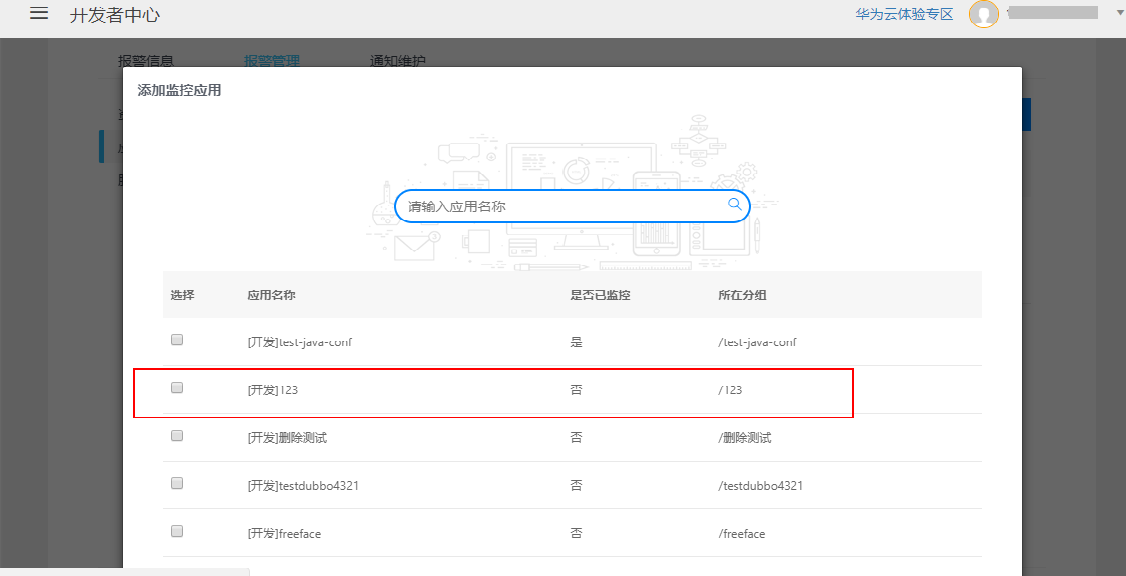 开发者中心
华为云体验专区
报警信息 报警管理 通知维护
添加监控应用
请输入应用名称
选择 应用名称 是否已监控 所在分组
[开发]test-java-conf 是 /test-java-conf
[开发]123 否 /123
[开发]删除测试 否 /删除测试
[开发]testdubbo4321 否 /testdubbo4321
[开发]freeface 否 /freeface